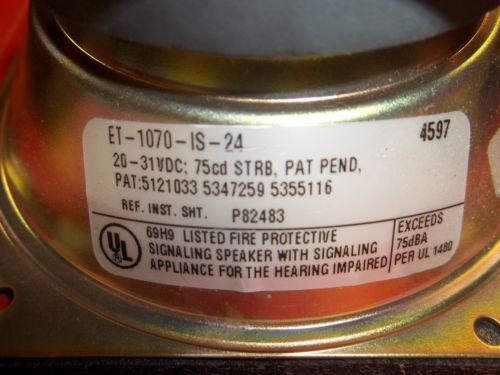 ET-1070-IS-24 4597
20-31VDC; 75cd STRB, PAT PEND,
PAT:5121033 5347259 5355116
REF. INST. SHT. P82483
UL 69H9 LISTED FIRE PROTECTIVE
SIGNALING SPEAKER WITH SIGNALING
APPLIANCE FOR THE HEARING IMPAIRED
EXCEEDS
75dBA
PER UL 1480